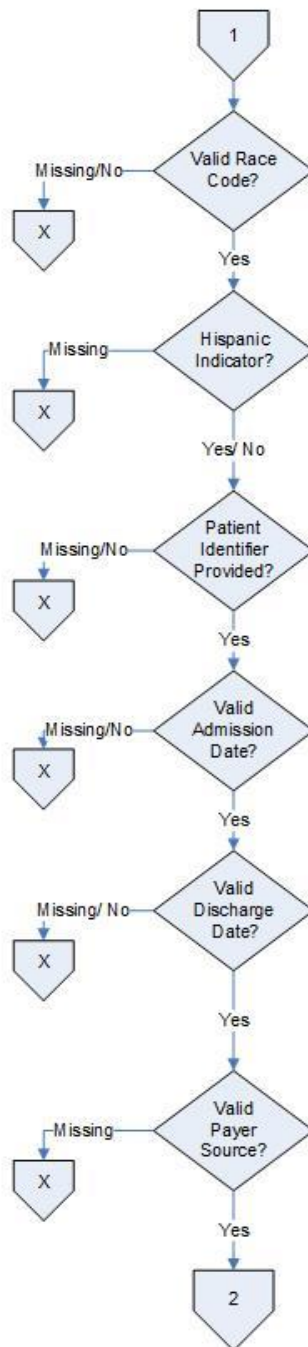 1
Valid Race
Code?
Missing/No
X
Yes
Hispanic
Indicator?
Missing
X
Yes/ No
Patient
Identifier
Provided?
Missing/No
X
Yes
Valid
Admission
Date?
Missing/No
X
Yes
Valid
Discharge
Date?
Missing/ No
X
Yes
Valid
Payer
Source?
Missing
X
Yes
2